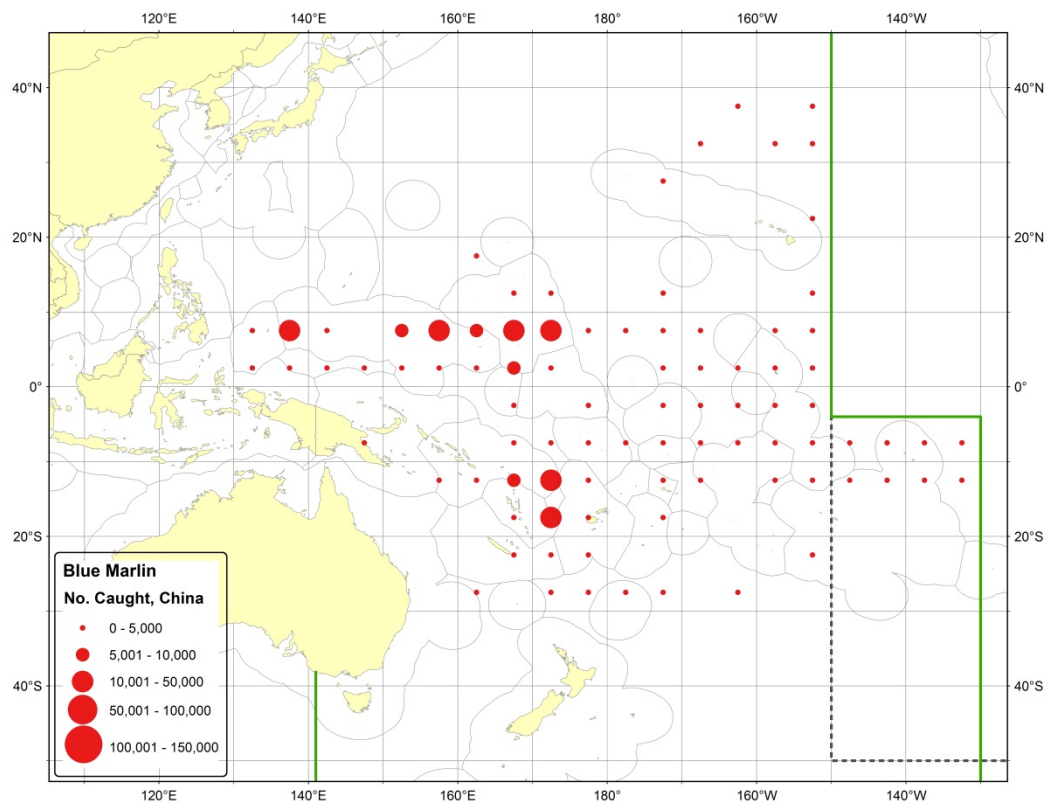 120°E 140°E 160°E 180° 160°W 140°W
40°N 40°N
20°N 20°N
0° 0°
20°S 20°S
Blue Marlin
No. Caught, China
0 - 5,000
5,001 - 10,000
10,001 - 50,000
50,001 - 100,000
100,001 - 150,000
40°S 40°S
120°E 140°E 160°E 180° 160°W 140°W